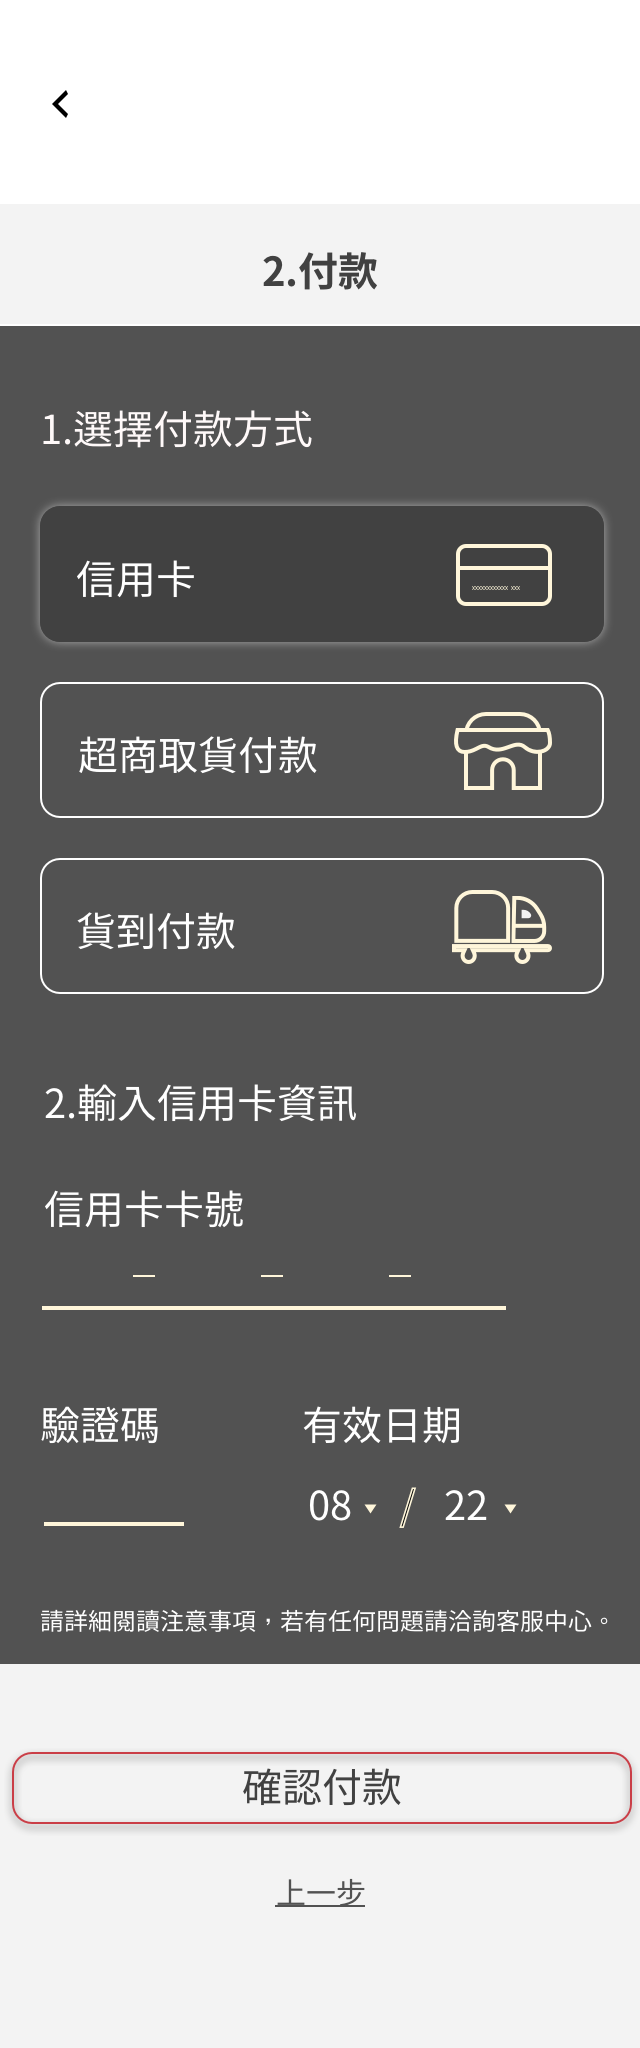 2.付款
1.選擇付款方式
信用卡
xxxxxxxxxxxx xxx
超商取貨付款
貨到付款
2.輸入信用卡資訊
信用卡卡號
驗證碼 有效日期
08 / 22
請詳細閱讀注意事項，若有任何問題請洽詢客服中心。
確認付款
上一步